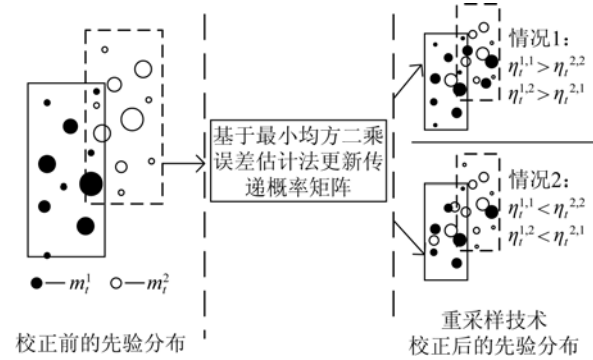 情况1：
η_t^{1,1} > η_t^{2,2}
η_t^{1,2} > η_t^{2,1}
基于最小均方二乘
误差估计法更新传
递概率矩阵
情况2：
η_t^{1,1} < η_t^{2,2}
η_t^{1,2} < η_t^{2,1}
●— m_t^1 ○— m_t^2
校正前的先验分布
重采样技术
校正后的先验分布